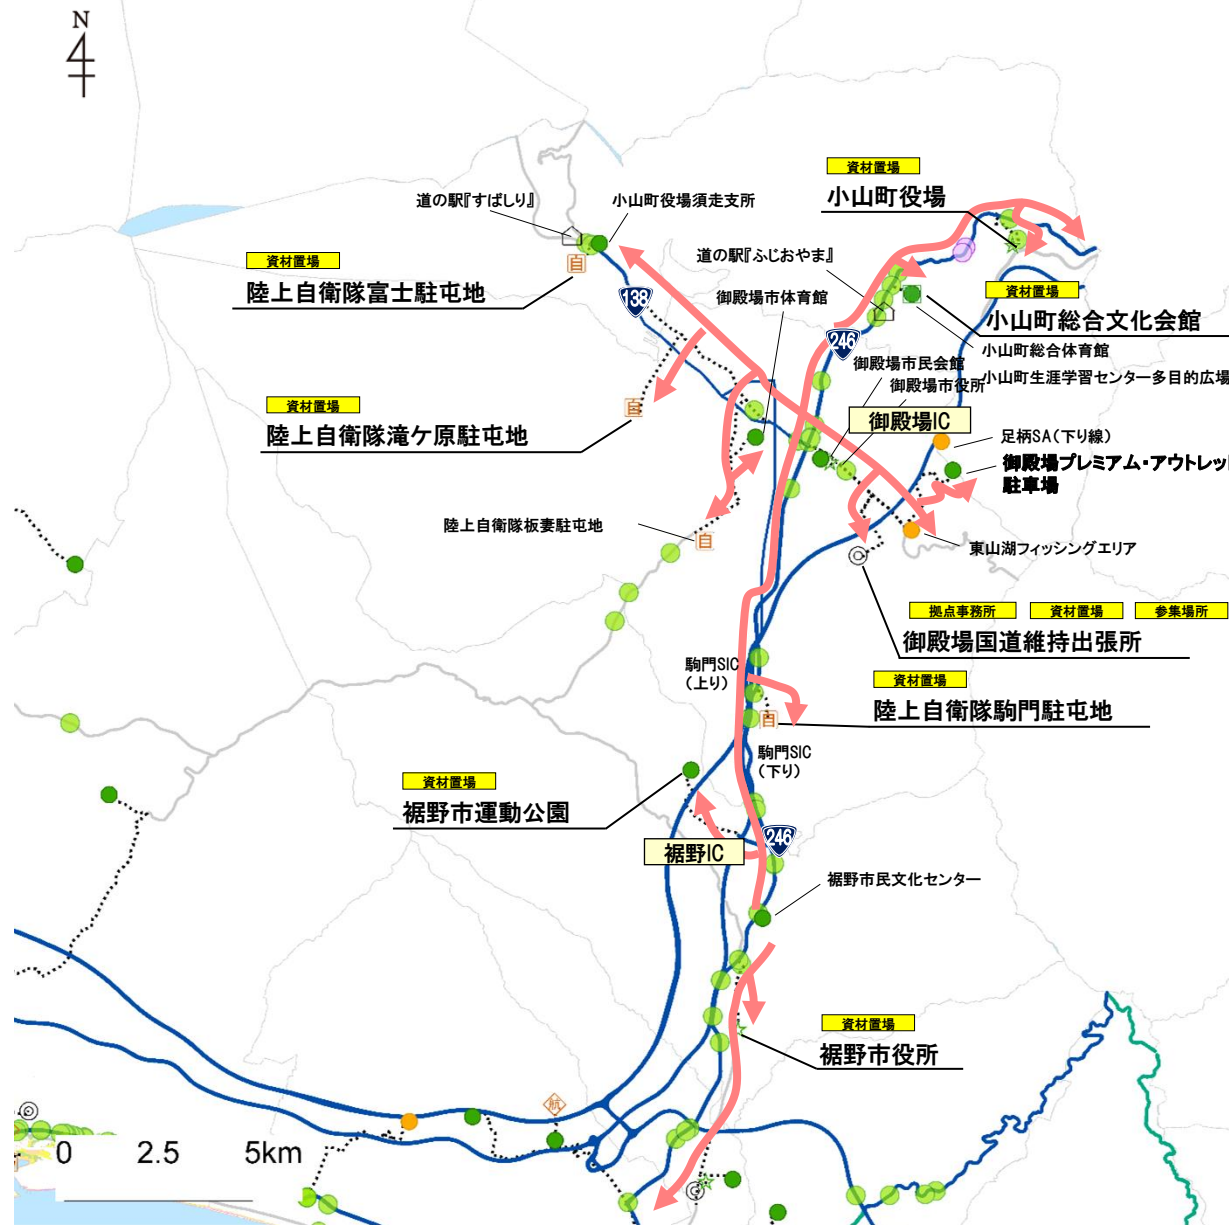 N
資材置場
小山町役場
道の駅『すばしり』
小山町役場須走支所
道の駅『ふじおやま』
資材置場
陸上自衛隊富士駐屯地
自
138
御殿場市体育館
資材置場
小山町総合文化会館
246
小山町総合体育館
御殿場市民会館
御殿場市役所
小山町生涯学習センター多目的広場
資材置場
陸上自衛隊滝ケ原駐屯地
自
御殿場IC
足柄SA(下り線)
御殿場プレミアム・アウトレット
駐車場
陸上自衛隊板妻駐屯地
自
東山湖フィッシングエリア
拠点事務所
資材置場
参集場所
御殿場国道維持出張所
駒門SIC
(上り)
資材置場
陸上自衛隊駒門駐屯地
自
駒門SIC
(下り)
資材置場
裾野市運動公園
246
裾野IC
裾野市民文化センター
資材置場
裾野市役所
航
0 2.5 5km